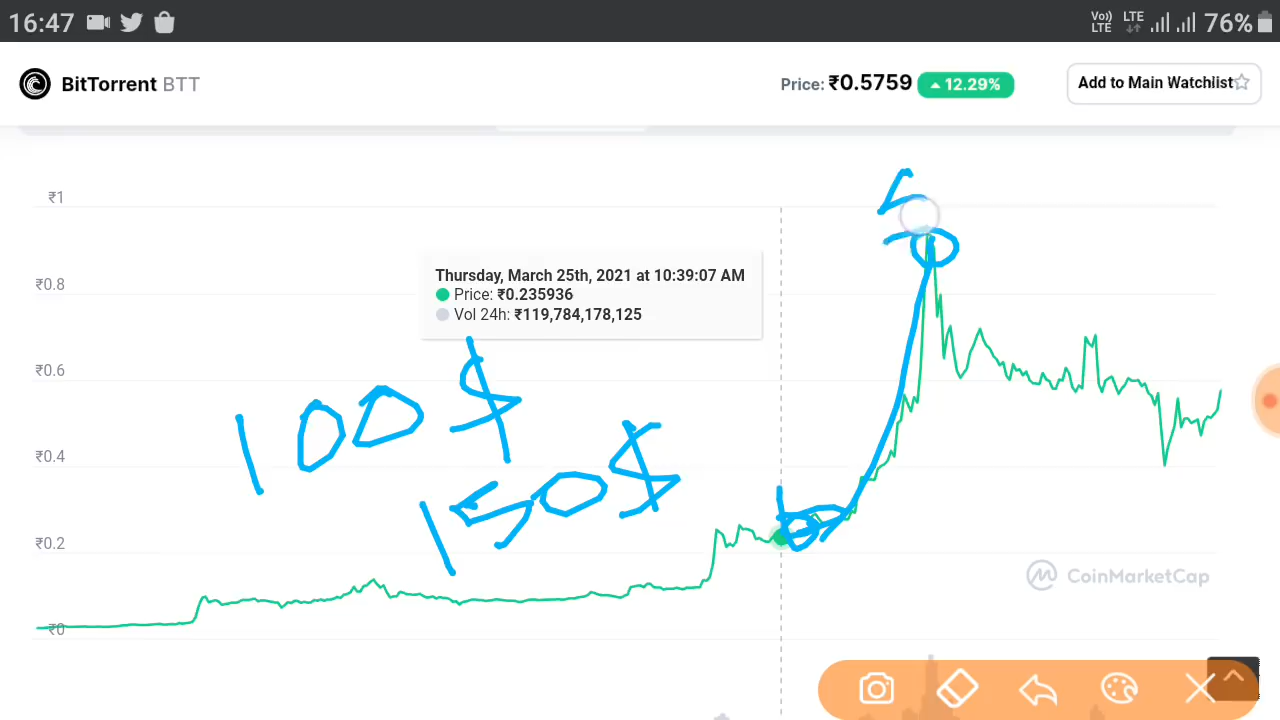 16:47 Vo) LTE LTE 76%
BitTorrent BTT Price: ₹0.5759 12.29% Add to Main Watchlist
₹1
₹0.8
₹0.6
₹0.4
₹0.2
₹0
Thursday, March 25th, 2021 at 10:39:07 AM
Price: ₹0.235936
Vol 24h: ₹119,784,178,125
100$
150$
b
CoinMarketCap